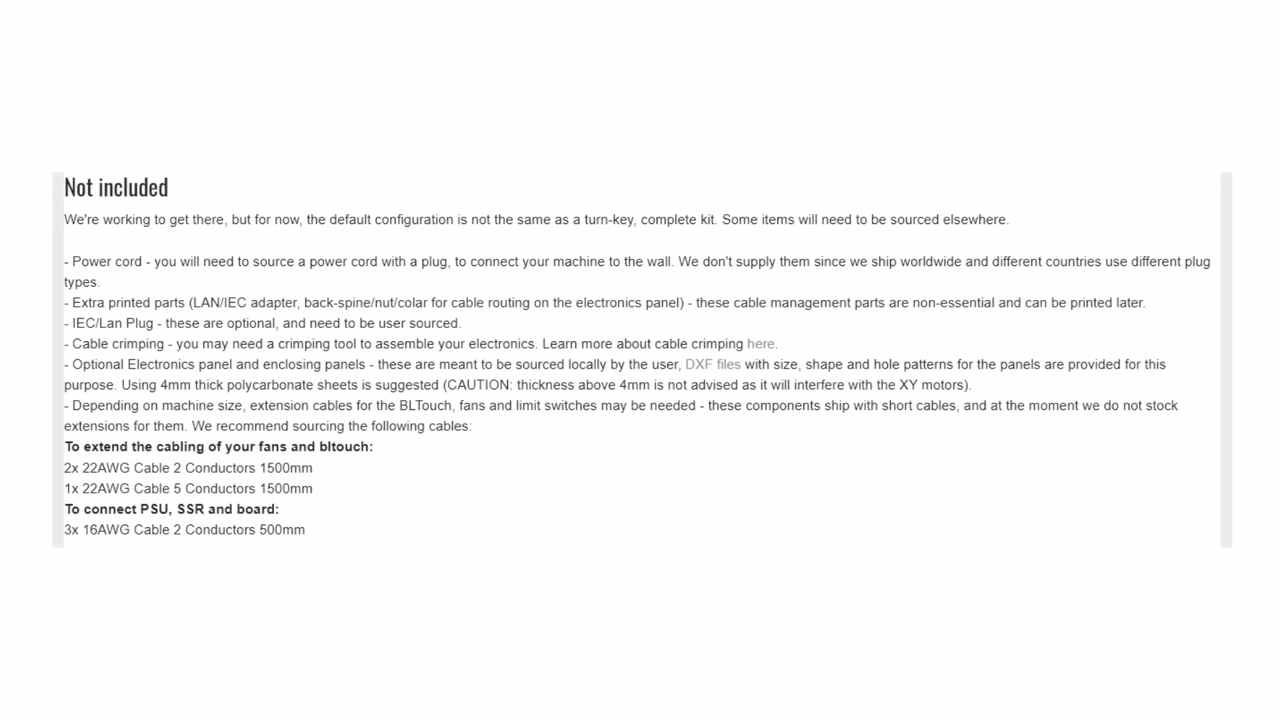 Not included
We're working to get there, but for now, the default configuration is not the same as a turn-key, complete kit. Some items will need to be sourced elsewhere.
- Power cord - you will need to source a power cord with a plug, to connect your machine to the wall. We don't supply them since we ship worldwide and different countries use different plug
types.
- Extra printed parts (LAN/IEC adapter, back-spine/nut/colar for cable routing on the electronics panel) - these cable management parts are non-essential and can be printed later.
- IEC/Lan Plug - these are optional, and need to be user sourced.
- Cable crimping - you may need a crimping tool to assemble your electronics. Learn more about cable crimping here.
- Optional Electronics panel and enclosing panels - these are meant to be sourced locally by the user, DXF files with size, shape and hole patterns for the panels are provided for this
purpose. Using 4mm thick polycarbonate sheets is suggested (CAUTION: thickness above 4mm is not advised as it will interfere with the XY motors).
- Depending on machine size, extension cables for the BLTouch, fans and limit switches may be needed - these components ship with short cables, and at the moment we do not stock
extensions for them. We recommend sourcing the following cables:
To extend the cabling of your fans and bltouch:
2x 22AWG Cable 2 Conductors 1500mm
1x 22AWG Cable 5 Conductors 1500mm
To connect PSU, SSR and board:
3x 16AWG Cable 2 Conductors 500mm